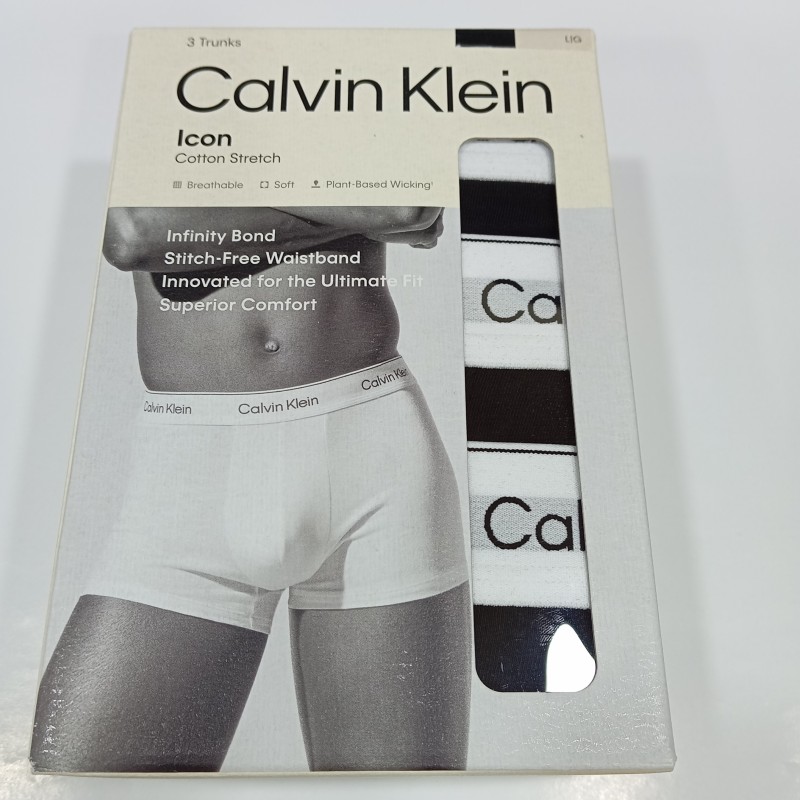 3 Trunks
L/G
Calvin Klein
Icon
Cotton Stretch
Breathable Soft Plant-Based Wicking
Infinity Bond
Stitch-Free Waistband
Innovated for the Ultimate Fit
Superior Comfort
Calvin Klein Calvin Klein Calvin Klein
Ca
Cal